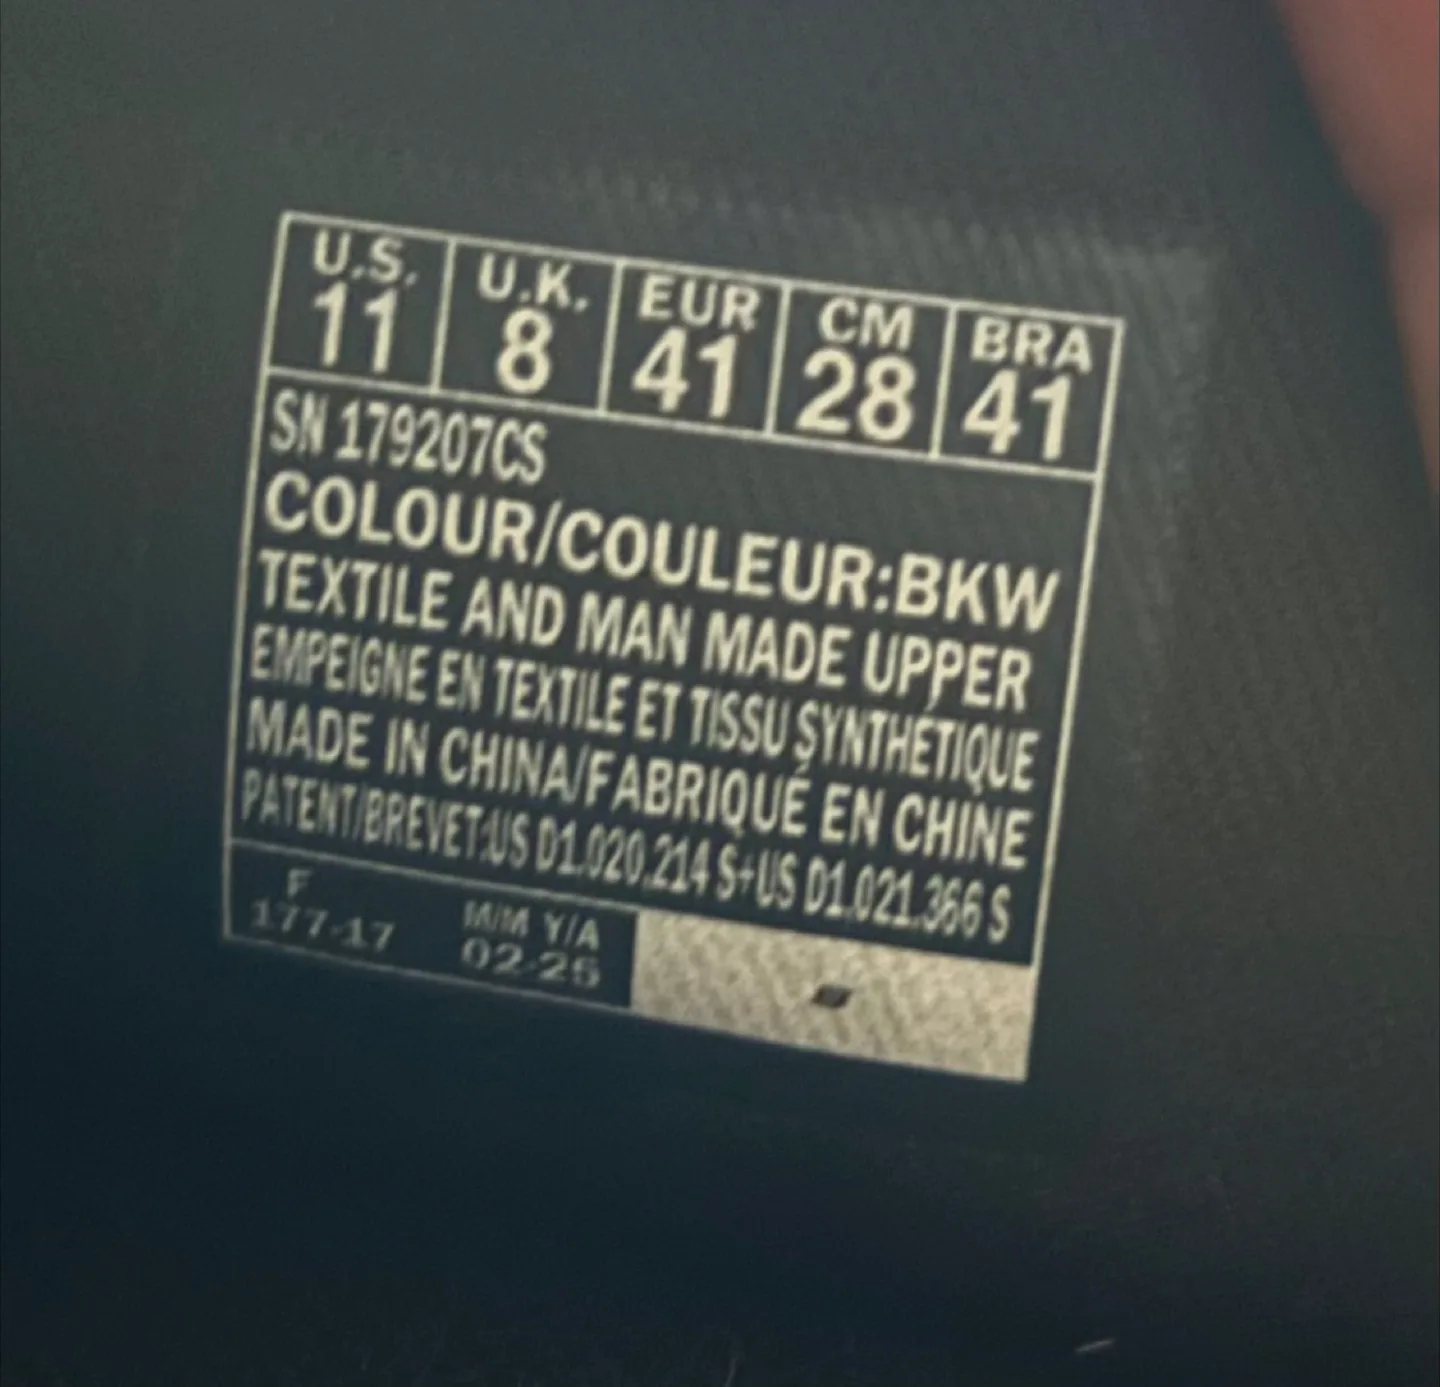 U.S. U.K. EUR CM BRA
11 8 41 28 41
SN 179207CS
COLOUR/COULEUR:BKW
TEXTILE AND MAN MADE UPPER
EMPEIGNE EN TEXTILE ET TISSU SYNTHÉTIQUE
MADE IN CHINA/FABRIQUÉ EN CHINE
PATENT/BREVET:US D1.020.214 S+US D1.021.366 S
F M/M Y/A
177-17 02-25